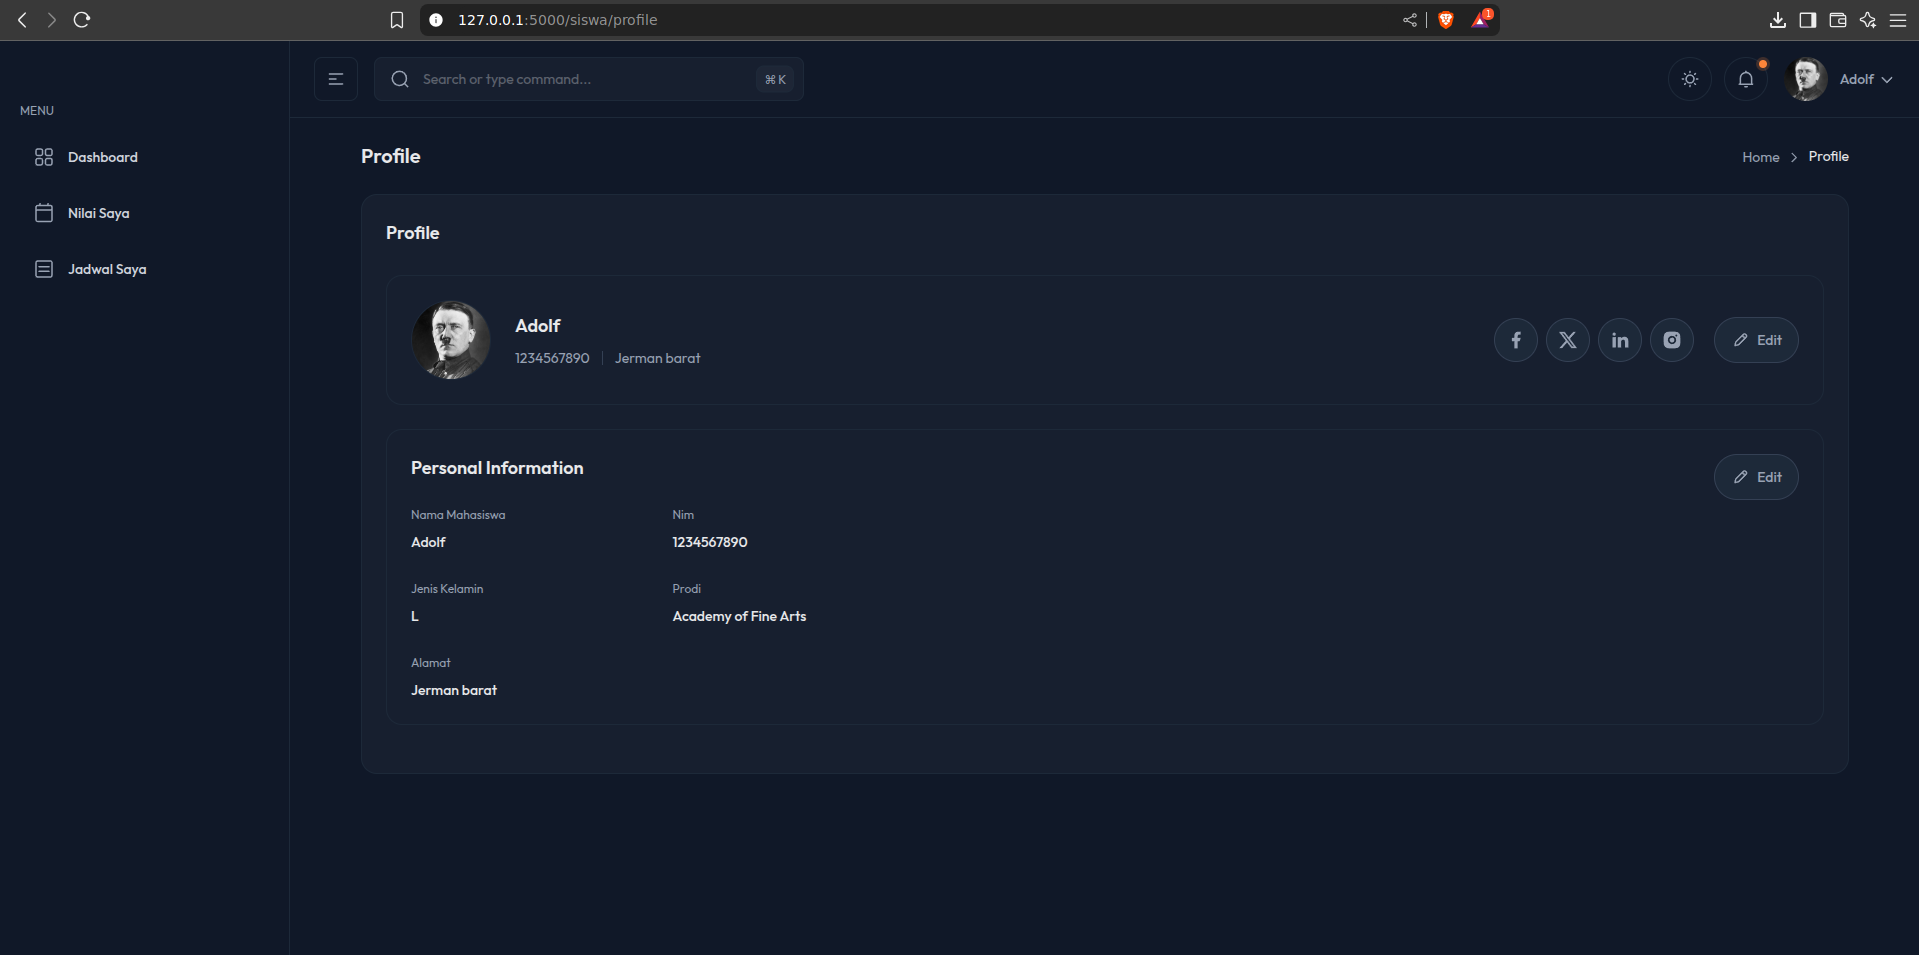 127.0.0.1:5000/siswa/profile
1
MENU
Dashboard
Nilai Saya
Jadwal Saya
Search or type command...
⌘ K
Adolf
Profile
Home > Profile
Profile
Adolf
1234567890 | Jerman barat
Edit
Personal Information
Edit
Nama Mahasiswa
Nim
Adolf
1234567890
Jenis Kelamin
Prodi
L
Academy of Fine Arts
Alamat
Jerman barat